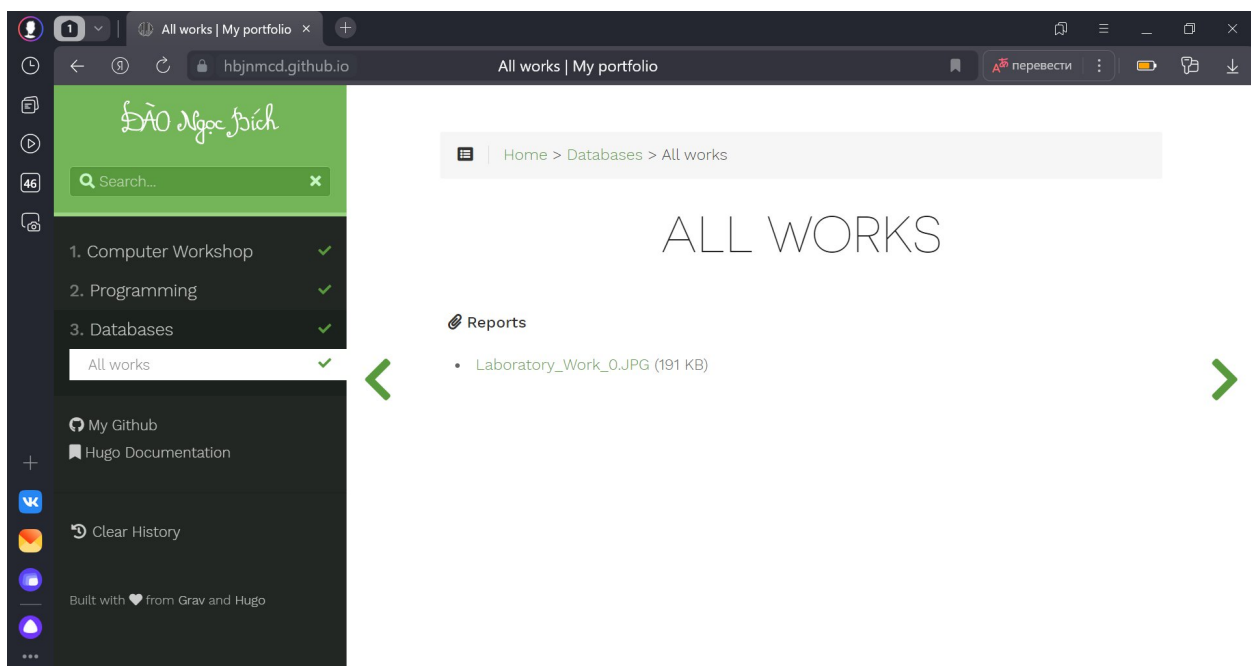 1
All works | My portfolio
hbjnmcd.github.io
All works | My portfolio
перевести
46
ĐÀO Ngọc Bích
Search...
1. Computer Workshop
2. Programming
3. Databases
All works
My Github
Hugo Documentation
Clear History
Built with from Grav and Hugo
Home > Databases > All works
ALL WORKS
Reports
Laboratory_Work_0.JPG (191 KB)